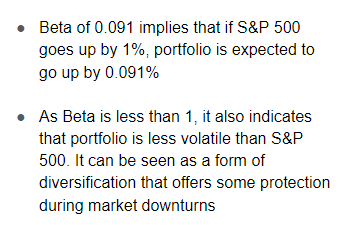 ● Beta of 0.091 implies that if S&P 500
goes up by 1%, portfolio is expected to
go up by 0.091%
● As Beta is less than 1, it also indicates
that portfolio is less volatile than S&P
500. It can be seen as a form of
diversification that offers some protection
during market downturns